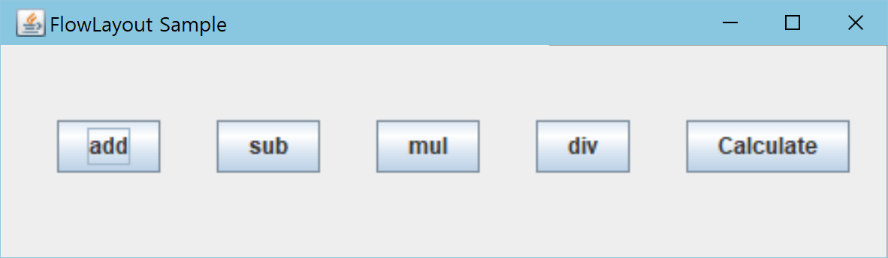 FlowLayout Sample
add sub mul div Calculate